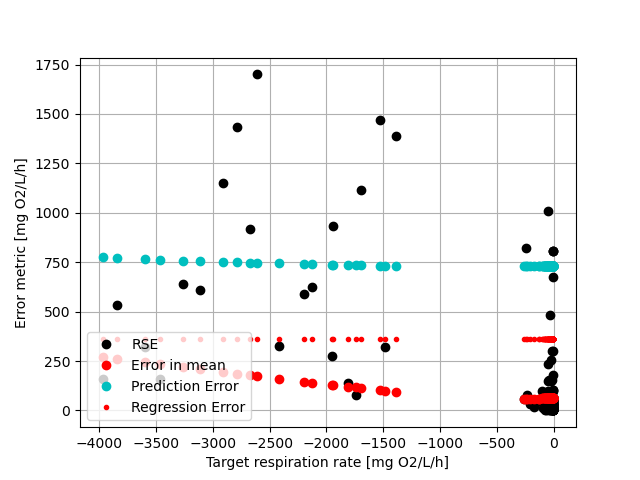 1750
1500
1250
1000
750
500
250
0
Error metric [mg O2/L/h]
RSE
Error in mean
Prediction Error
Regression Error
−4000 −3500 −3000 −2500 −2000 −1500 −1000 −500 0
Target respiration rate [mg O2/L/h]